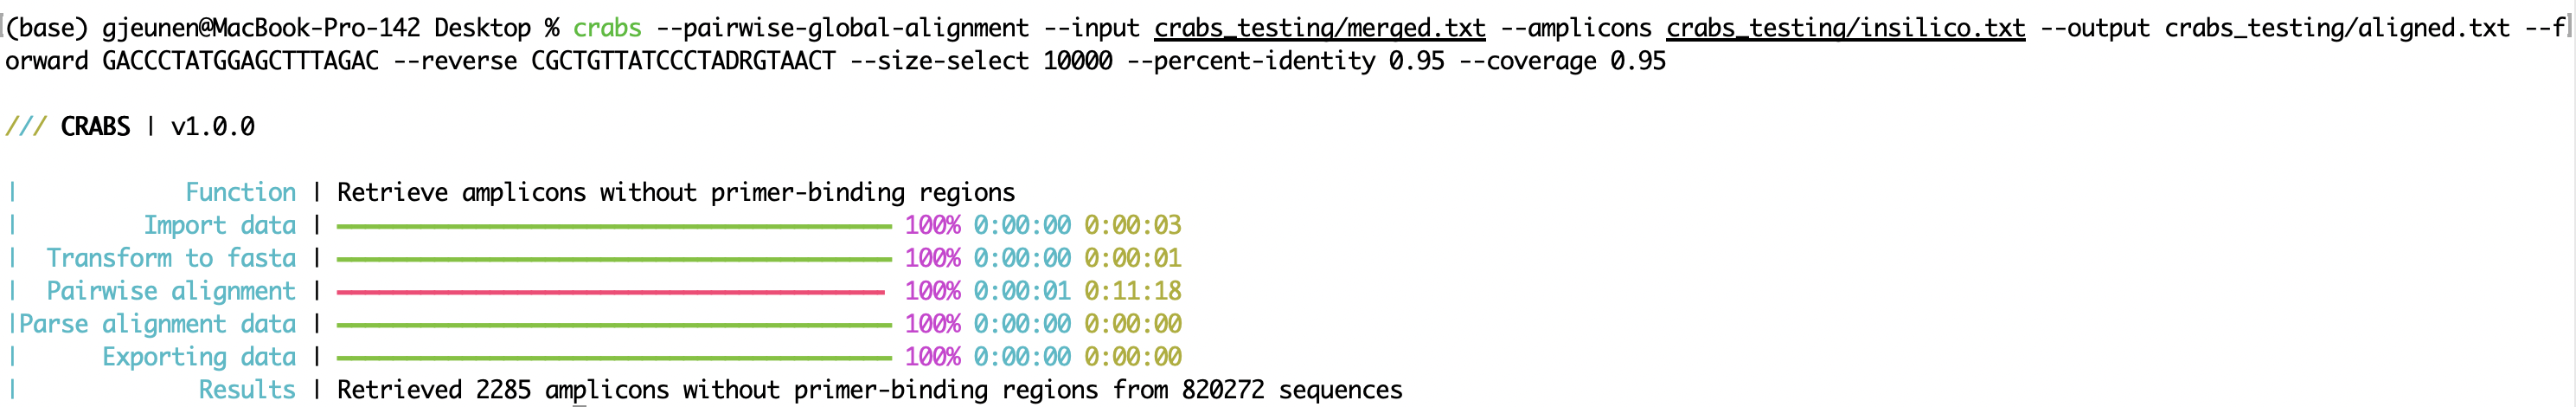 (base) gjeunen@MacBook-Pro-142 Desktop % crabs --pairwise-global-alignment --input crabs_testing/merged.txt --amplicons crabs_testing/insilico.txt --output crabs_testing/aligned.txt --f
orward GACCCTATGGAGCTTTAGAC --reverse CGCTGTTATCCCTADRGTAACT --size-select 10000 --percent-identity 0.95 --coverage 0.95
/// CRABS | v1.0.0
| Function | Retrieve amplicons without primer-binding regions
| Import data | 100% 0:00:00 0:00:03
| Transform to fasta | 100% 0:00:00 0:00:01
| Pairwise alignment | 100% 0:00:01 0:11:18
|Parse alignment data | 100% 0:00:00 0:00:00
| Exporting data | 100% 0:00:00 0:00:00
| Results | Retrieved 2285 amplicons without primer-binding regions from 820272 sequences